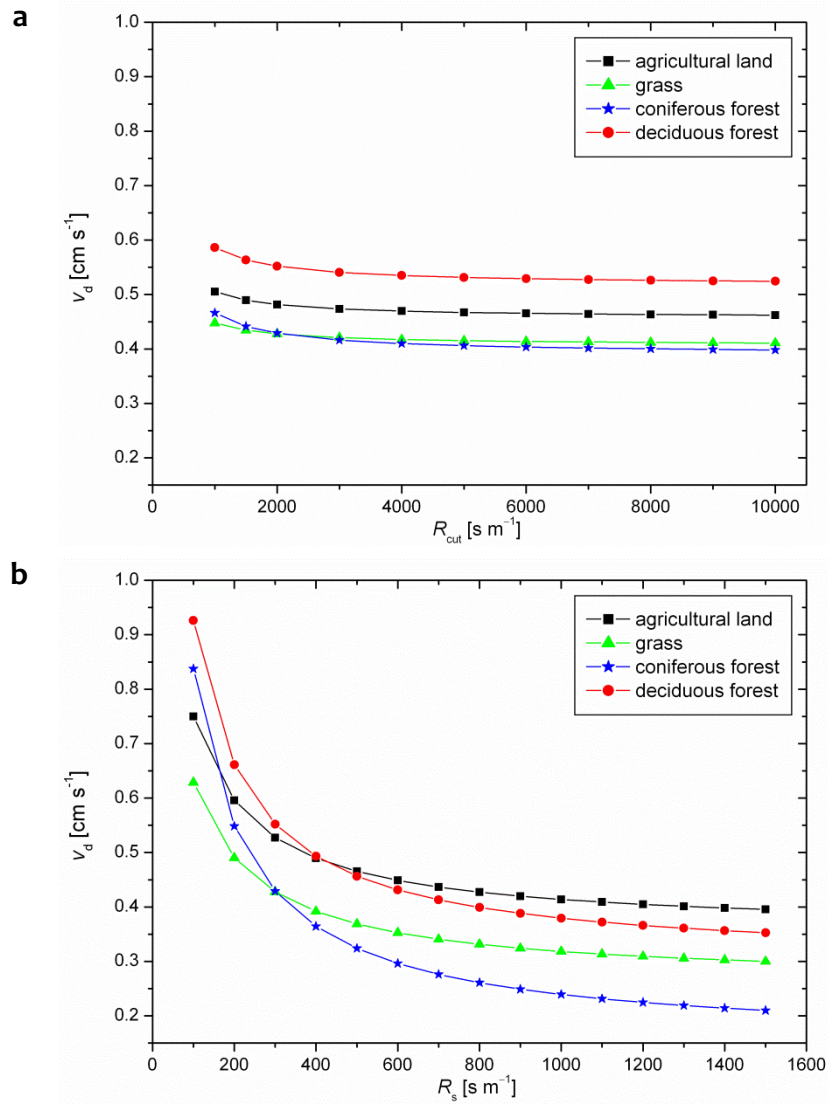 a
1.0
0.9
0.8
0.7
0.6
0.5
0.4
0.3
0.2
v_d [cm s⁻¹]
agricultural land
grass
coniferous forest
deciduous forest
0 2000 4000 6000 8000 10000
R_cut [s m⁻¹]
b
1.0
0.9
0.8
0.7
0.6
0.5
0.4
0.3
0.2
v_d [cm s⁻¹]
agricultural land
grass
coniferous forest
deciduous forest
0 200 400 600 800 1000 1200 1400 1600
R_s [s m⁻¹]